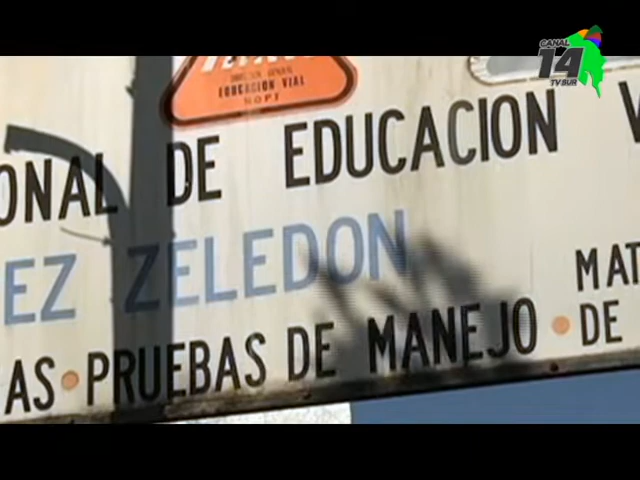 CANAL
14
TV SUR
DIRECCION GENERAL
EDUCACION VIAL
MOPT
ONAL DE EDUCACION V
EZ ZELEDON
MAT
AS • PRUEBAS DE MANEJO • DE